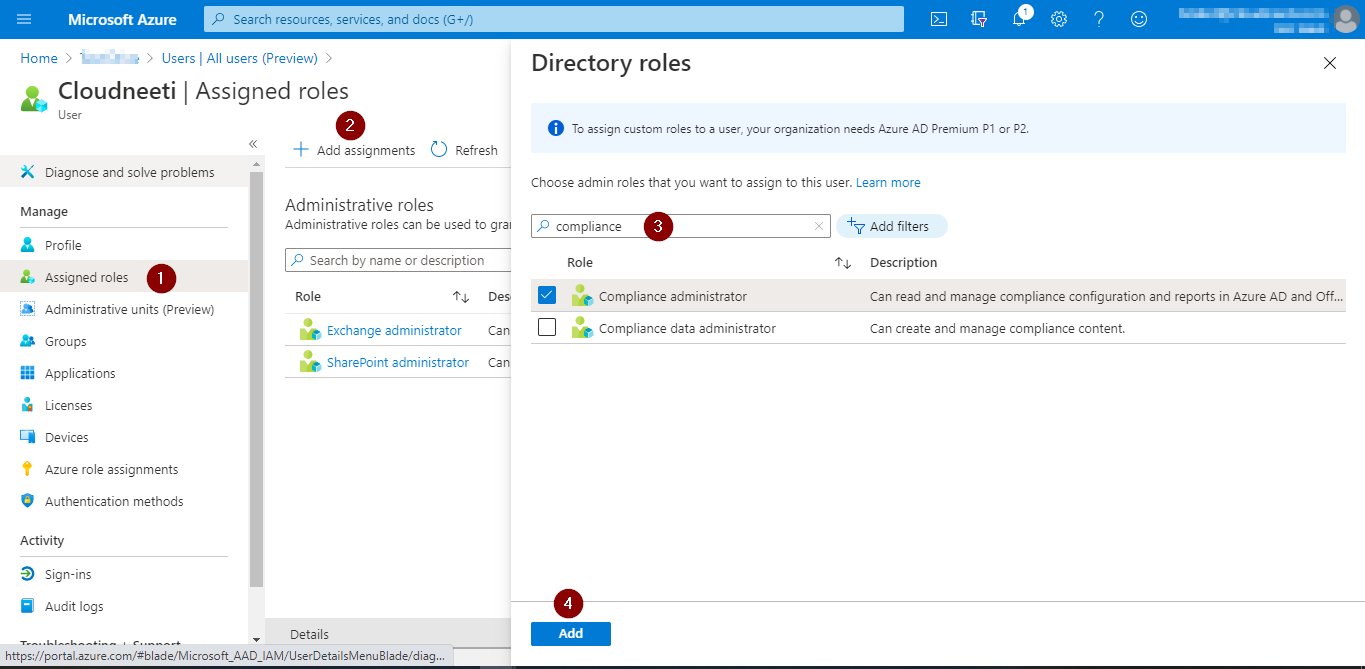 Microsoft Azure
Search resources, services, and docs (G+/)
1
Home > > Users | All users (Preview) >
Cloudneeti | Assigned roles
User
«
Diagnose and solve problems
Manage
Profile
Assigned roles
1
Administrative units (Preview)
Groups
Applications
Licenses
Devices
Azure role assignments
Authentication methods
Activity
Sign-ins
Audit logs
Troubleshooting + Support
https://portal.azure.com/#blade/Microsoft_AAD_IAM/UserDetailsMenuBlade/diag...
2
Add assignments
Refresh
Administrative roles
Administrative roles can be used to gra
Search by name or description
Role Des
Exchange administrator Can
SharePoint administrator Can
Details
Directory roles
To assign custom roles to a user, your organization needs Azure AD Premium P1 or P2.
Choose admin roles that you want to assign to this user. Learn more
compliance
3
Add filters
Role Description
Compliance administrator Can read and manage compliance configuration and reports in Azure AD and Off...
Compliance data administrator Can create and manage compliance content.
4
Add